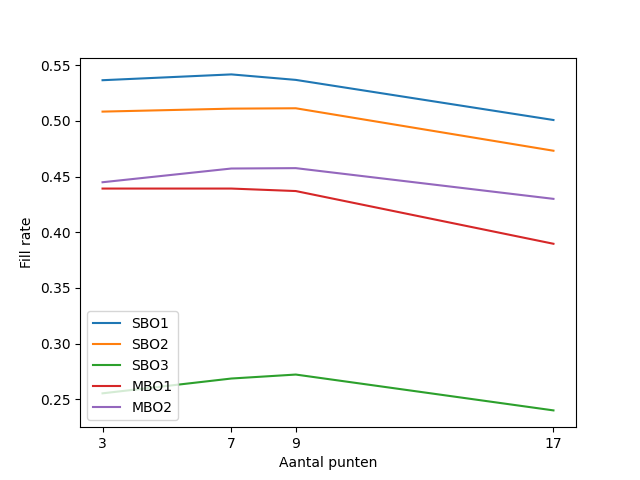 0.55
0.50
0.45
0.40
0.35
0.30
0.25
Fill rate
SBO1
SBO2
SBO3
MBO1
MBO2
3 7 9 17
Aantal punten